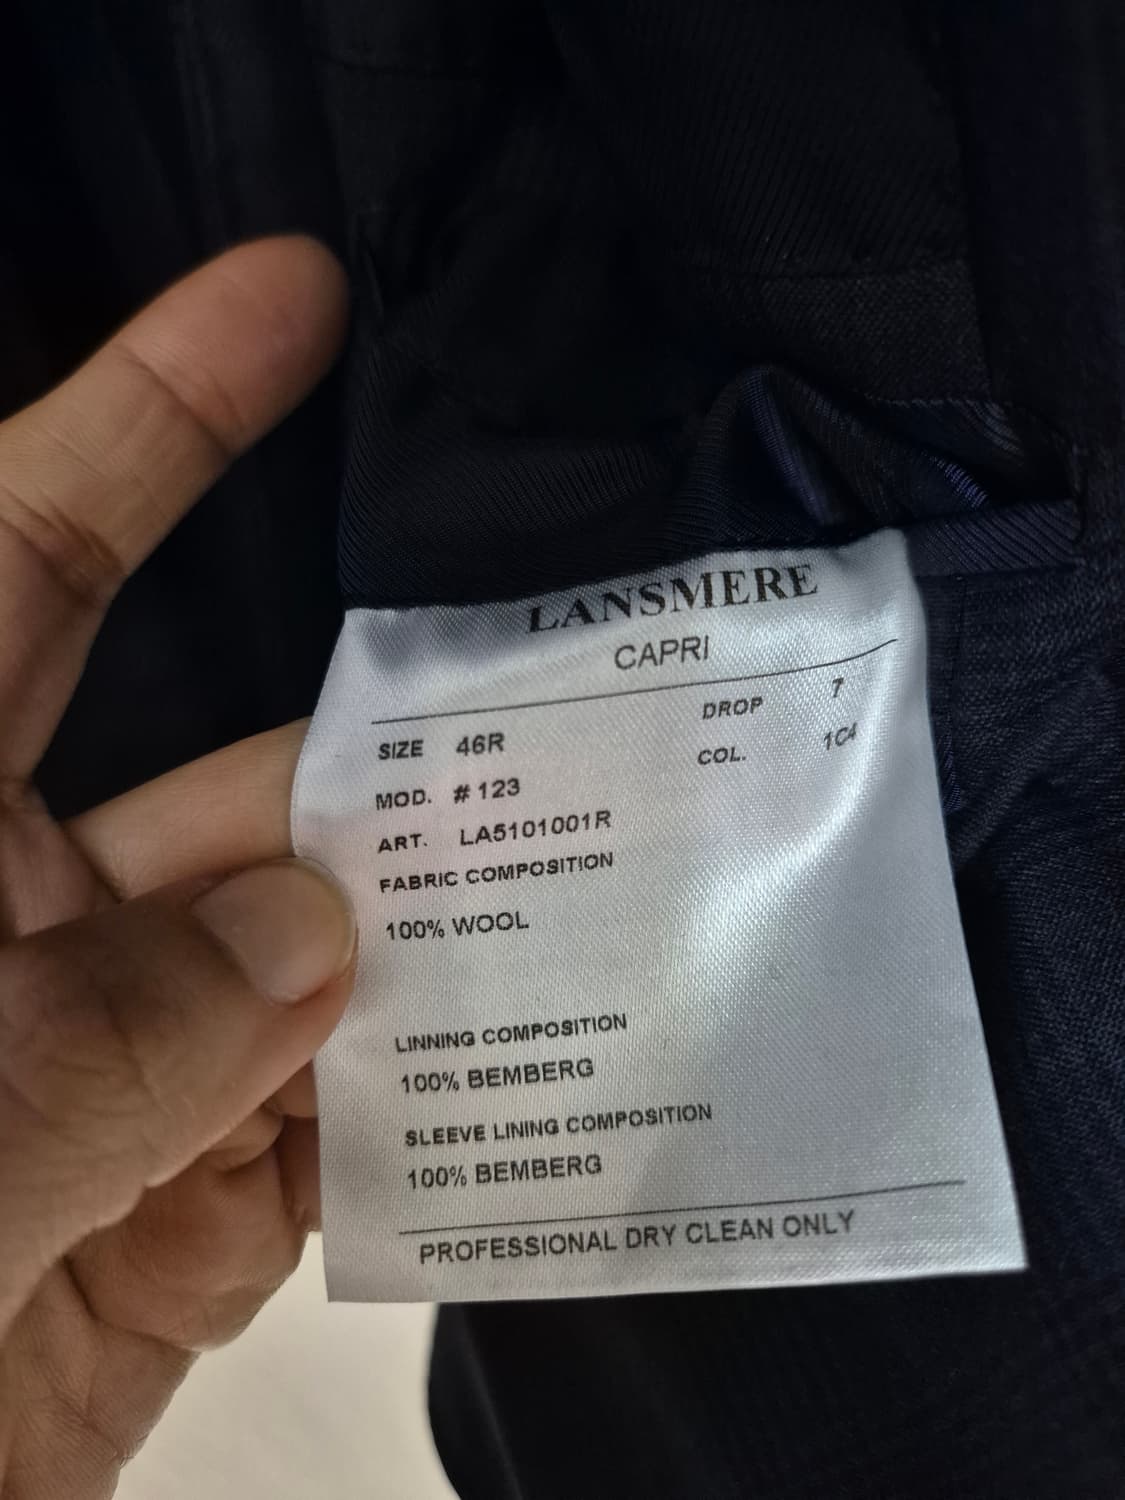 LANSMERE
CAPRI
SIZE 46R DROP 7
MOD. # 123 COL. 1C4
ART. LA5101001R
FABRIC COMPOSITION
100% WOOL
LINNING COMPOSITION
100% BEMBERG
SLEEVE LINING COMPOSITION
100% BEMBERG
PROFESSIONAL DRY CLEAN ONLY